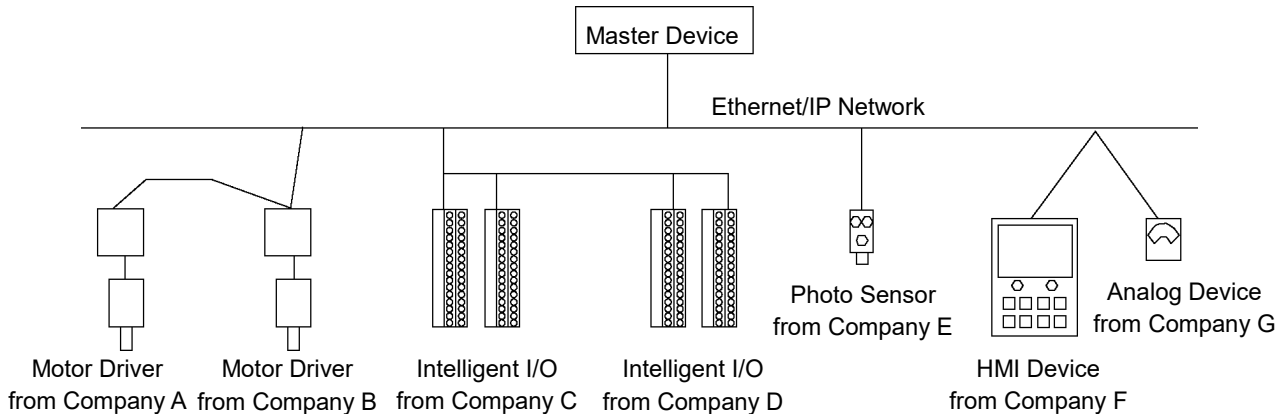 Master Device
Ethernet/IP Network
Motor Driver
from Company A
Motor Driver
from Company B
Intelligent I/O
from Company C
Intelligent I/O
from Company D
Photo Sensor
from Company E
HMI Device
from Company F
Analog Device
from Company G